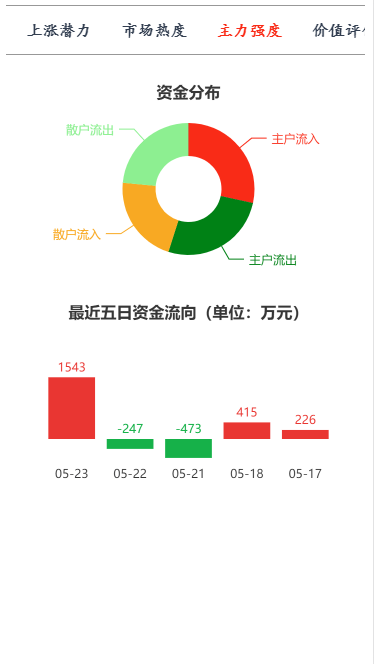 上涨潜力 市场热度 主力强度 价值评
资金分布
散户流出
主户流入
散户流入
主户流出
最近五日资金流向（单位：万元）
1543
-247 -473 415 226
05-23 05-22 05-21 05-18 05-17